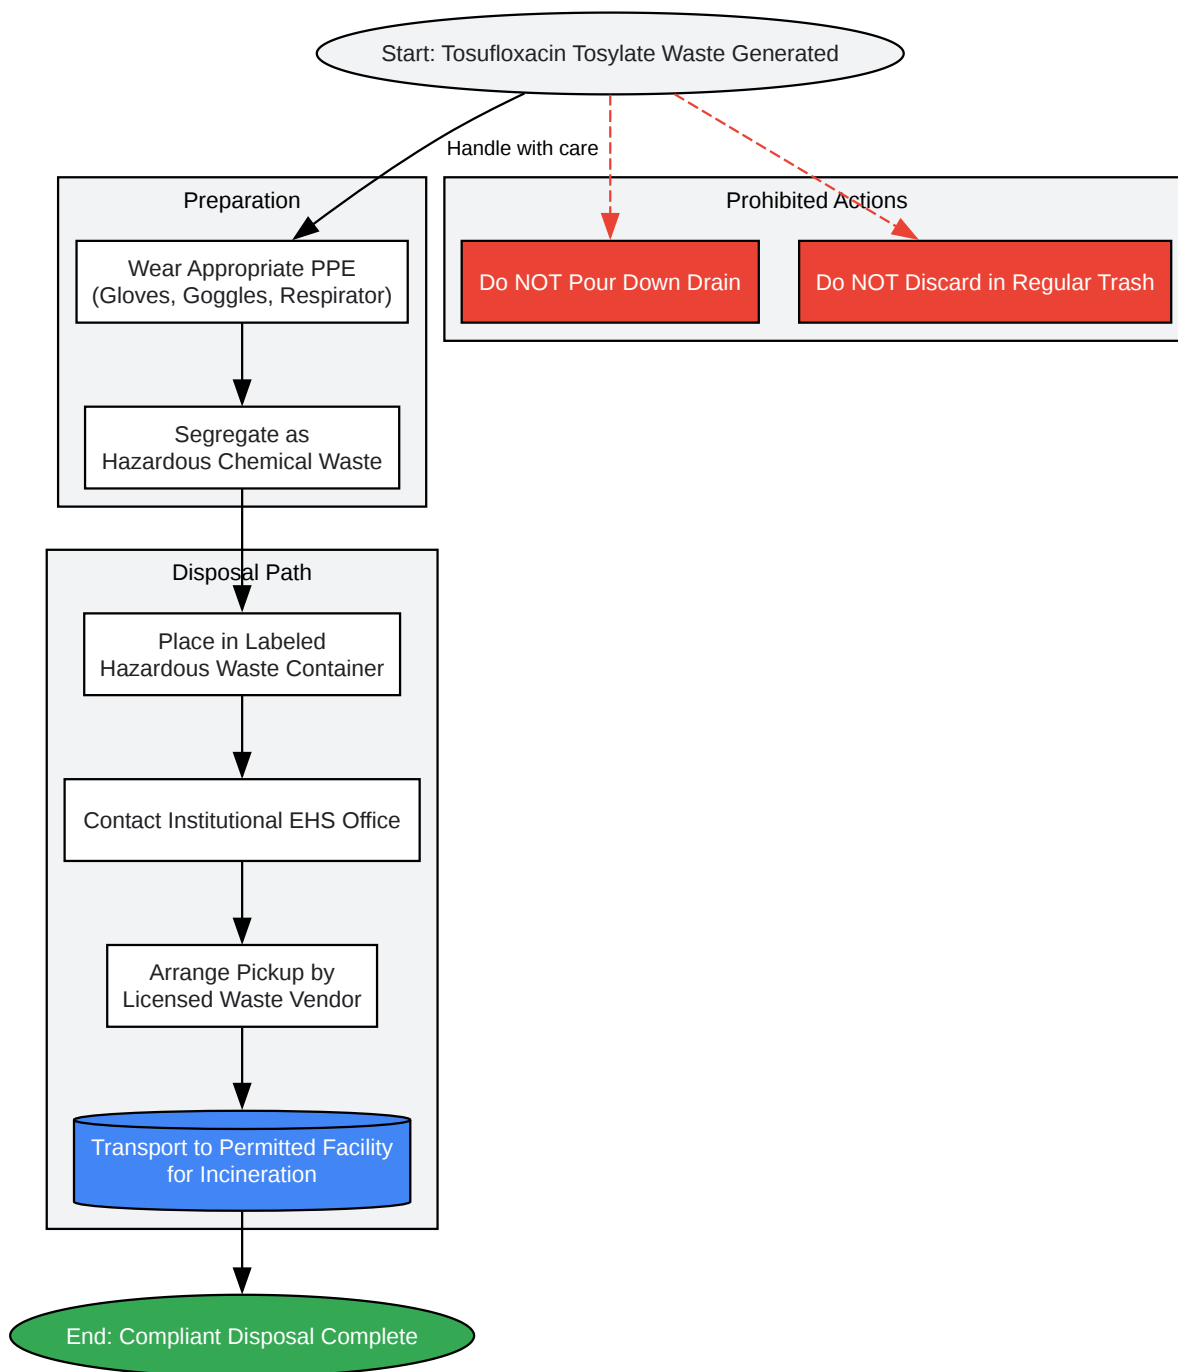 Start: Tosufloxacin Tosylate Waste Generated
Handle with care
Preparation
Prohibited Actions
Wear Appropriate PPE
(Gloves, Goggles, Respirator)
Do NOT Pour Down Drain
Do NOT Discard in Regular Trash
Segregate as
Hazardous Chemical Waste
Disposal Path
Place in Labeled
Hazardous Waste Container
Contact Institutional EHS Office
Arrange Pickup by
Licensed Waste Vendor
Transport to Permitted Facility
for Incineration
End: Compliant Disposal Complete